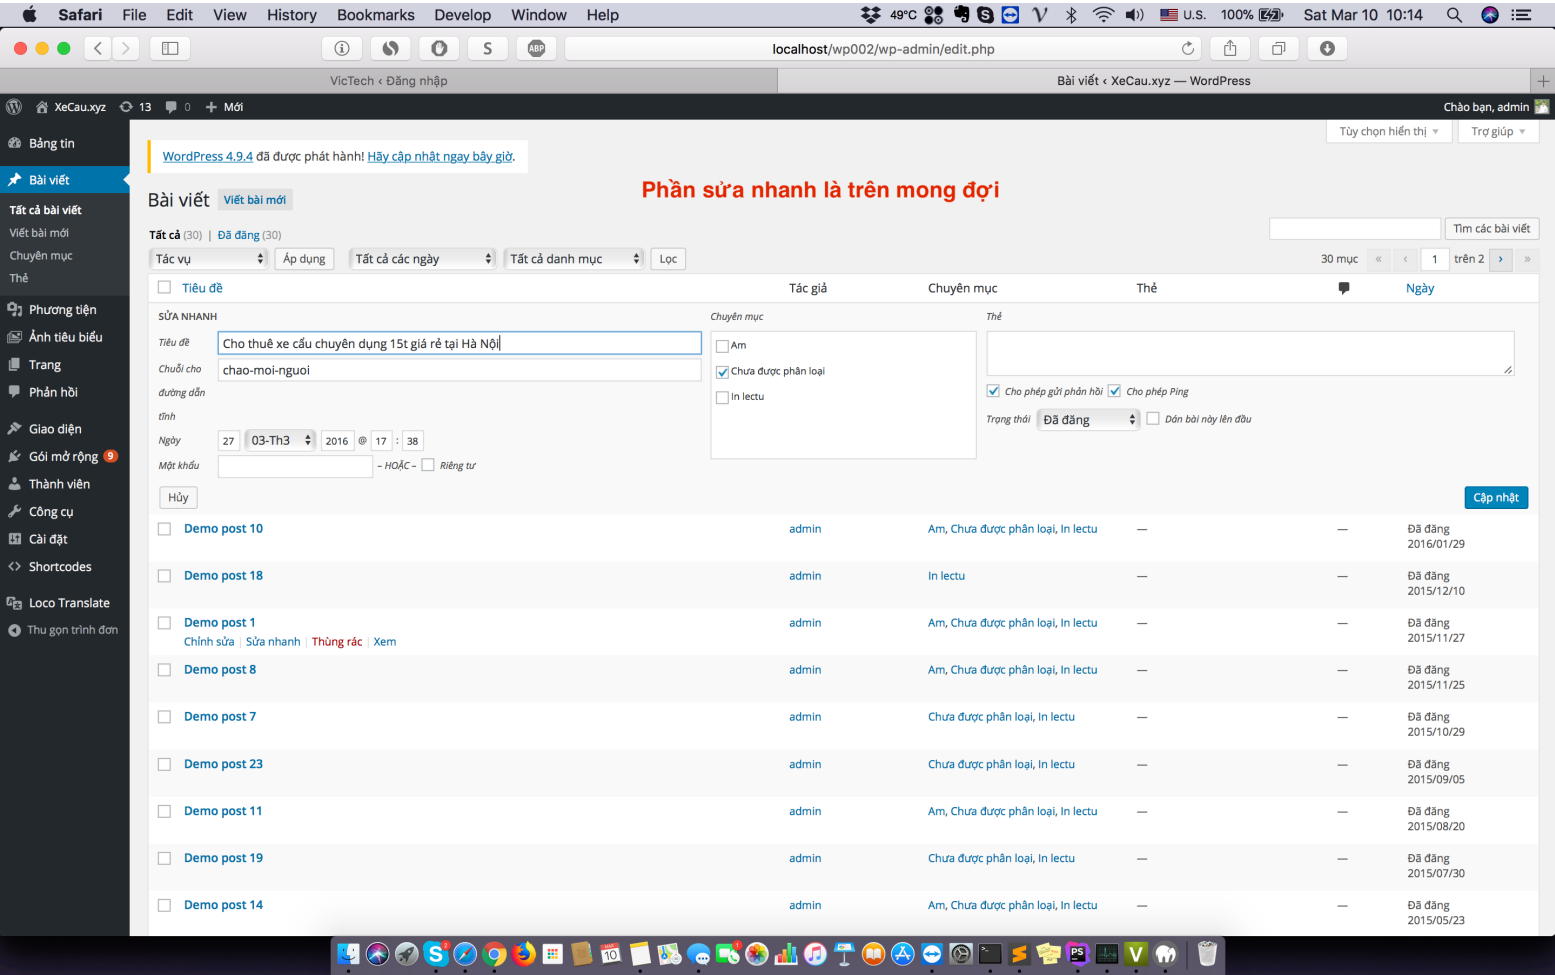 Safari File Edit View History Bookmarks Develop Window Help 49°C U.S. 100% Sat Mar 10 10:14
S ABP localhost/wp002/wp-admin/edit.php
VicTech ‹ Đăng nhập Bài viết ‹ XeCau.xyz — WordPress
XeCau.xyz 13 0 + Mới Chào bạn, admin
Tùy chọn hiển thị Trợ giúp
Bảng tin
Bài viết
Tất cả bài viết
Viết bài mới
Chuyên mục
Thẻ
Phương tiện
Ảnh tiêu biểu
Trang
Phản hồi
Giao diện
Gói mở rộng 9
Thành viên
Công cụ
Cài đặt
Shortcodes
Loco Translate
Thu gọn trình đơn
WordPress 4.9.4 đã được phát hành! Hãy cập nhật ngay bây giờ.
Phần sửa nhanh là trên mong đợi
Bài viết Viết bài mới
Tất cả (30) | Đã đăng (30)
Tìm các bài viết
Tác vụ Áp dụng Tất cả các ngày Tất cả danh mục Lọc 30 mục « ‹ 1 trên 2 › »
Tiêu đề Tác giả Chuyên mục Thẻ Ngày
SỬA NHANH
Tiêu đề Cho thuê xe cẩu chuyên dụng 15t giá rẻ tại Hà Nội
Chuỗi cho đường dẫn tĩnh chao-moi-nguoi
Ngày 27 03-Th3 2016 @ 17 : 38
Mật khẩu – HOẶC – Riêng tư
Chuyên mục
Am
Chưa được phân loại
In lectu
Thẻ
Cho phép gửi phản hồi Cho phép Ping
Trạng thái Đã đăng Dán bài này lên đầu
Hủy Cập nhật
Demo post 10 admin Am, Chưa được phân loại, In lectu — — Đã đăng
2016/01/29
Demo post 18 admin In lectu — — Đã đăng
2015/12/10
Demo post 1 admin Am, Chưa được phân loại, In lectu — — Đã đăng
2015/11/27
Chỉnh sửa | Sửa nhanh | Thùng rác | Xem
Demo post 8 admin Am, Chưa được phân loại, In lectu — — Đã đăng
2015/11/25
Demo post 7 admin Chưa được phân loại, In lectu — — Đã đăng
2015/10/29
Demo post 23 admin Chưa được phân loại, In lectu — — Đã đăng
2015/09/05
Demo post 11 admin Am, Chưa được phân loại, In lectu — — Đã đăng
2015/08/20
Demo post 19 admin Chưa được phân loại, In lectu — — Đã đăng
2015/07/30
Demo post 14 admin Am, Chưa được phân loại, In lectu — — Đã đăng
2015/05/23